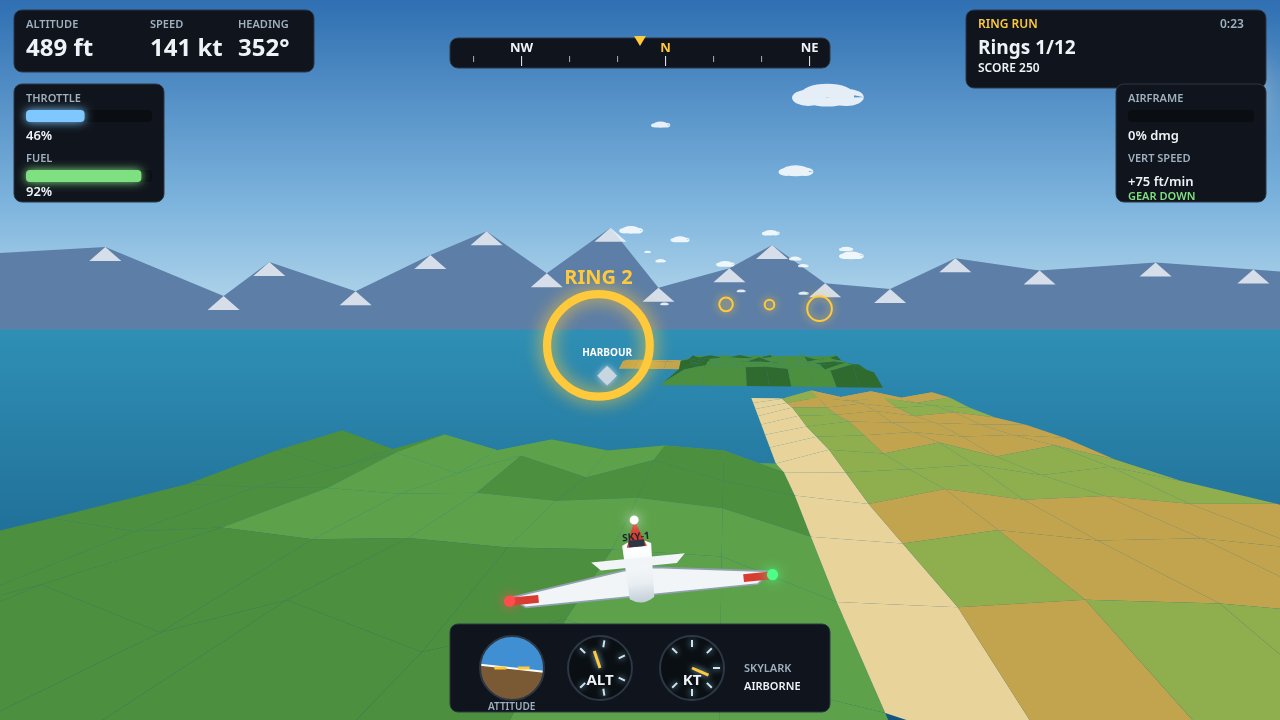 ALTITUDE SPEED HEADING
489 ft 141 kt 352°
THROTTLE
46%
FUEL
92%
NW N NE
RING RUN 0:23
Rings 1/12
SCORE 250
AIRFRAME
0% dmg
VERT SPEED
+75 ft/min
GEAR DOWN
RING 2
HARBOUR
SKY-1
ALT
KT
SKYLARK
AIRBORNE
ATTITUDE